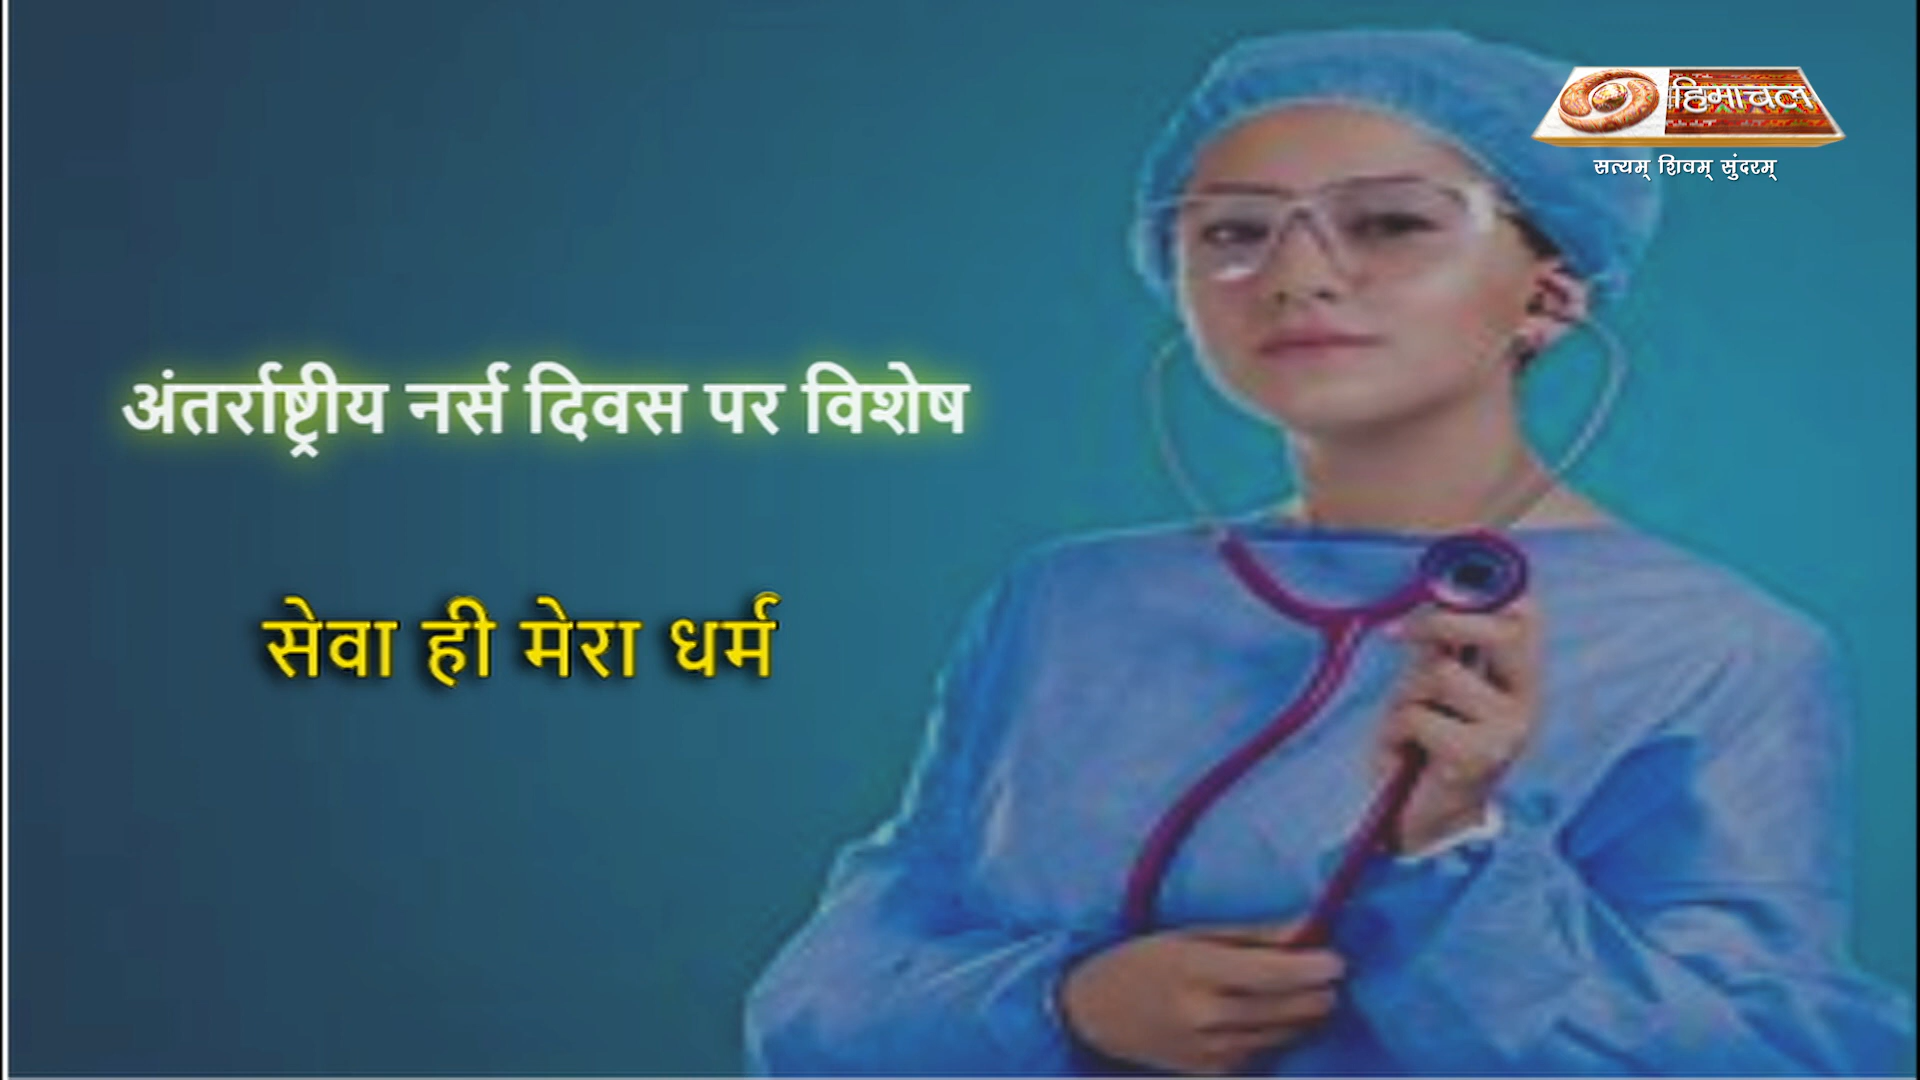 हिमाचल
सत्यम् शिवम् सुंदरम्
अंतर्राष्ट्रीय नर्स दिवस पर विशेष
सेवा ही मेरा धर्म